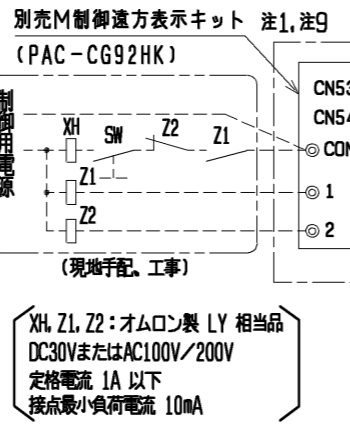 別売M制御遠方表示キット 注1,注9
(PAC-CG92HK)
制御用電源
CN53
CN54
XH SW Z2 Z1
COM
Z1
1
Z2
2
(現地手配、工事)
XH, Z1, Z2:オムロン製 LY 相当品
DC30VまたはAC100V/200V
定格電流 1A 以下
接点最小負荷電流 10mA